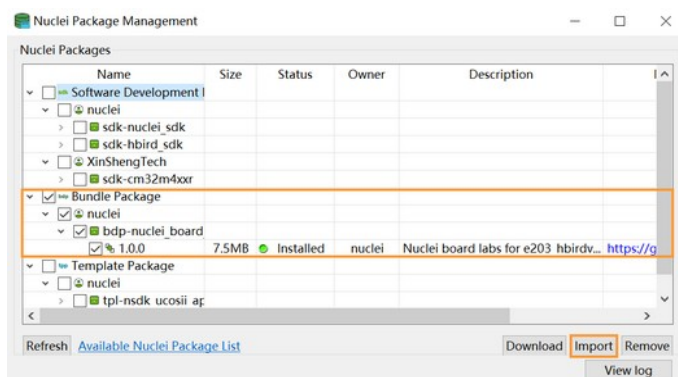 Nuclei Package Management
Nuclei Packages
Name Size Status Owner Description
Software Development
nuclei
sdk-nuclei_sdk
sdk-hbird_sdk
XinShengTech
sdk-cm32m4xxr
Bundle Package
nuclei
bdp-nuclei_board
1.0.0 7.5MB Installed nuclei Nuclei board labs for e203 hbirdv... https://g
Template Package
nuclei
tpl-nsdk_ucosii_ap
Refresh Available Nuclei Package List Download Import Remove
View log